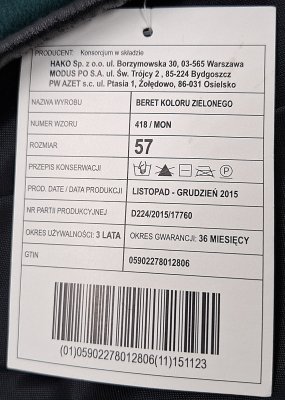 PRODUCENT: Konsorcjum w składzie
HAKO Sp. z o.o. ul. Borzymowska 30, 03-565 Warszawa
MODUS PO S.A. ul. Św. Trójcy 2 , 85-224 Bydgoszcz
PW AZET s.c. ul. Ptasia 1, Żołędowo, 86-031 Osielsko
NAZWA WYROBU BERET KOLORU ZIELONEGO
NUMER WZORU 418 / MON
ROZMIAR 57
PRZEPIS KONSERWACJI P
PROD. DATE / DATA PRODUKCJI LISTOPAD - GRUDZIEŃ 2015
NR PARTII PRODUKCYJNEJ D224/2015/17760
OKRES UŻYWALNOŚCI: 3 LATA OKRES GWARANCJI: 36 MIESIĘCY
GTIN 05902278012806
(01)05902278012806(11)151123